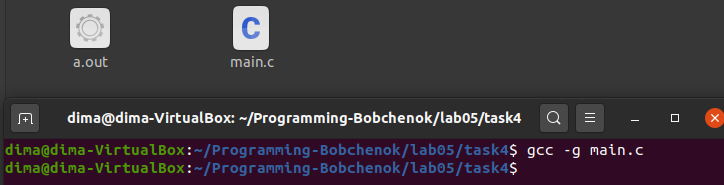 a.out
main.c
dima@dima-VirtualBox: ~/Programming-Bobchenok/lab05/task4
dima@dima-VirtualBox:~/Programming-Bobchenok/lab05/task4$ gcc -g main.c
dima@dima-VirtualBox:~/Programming-Bobchenok/lab05/task4$